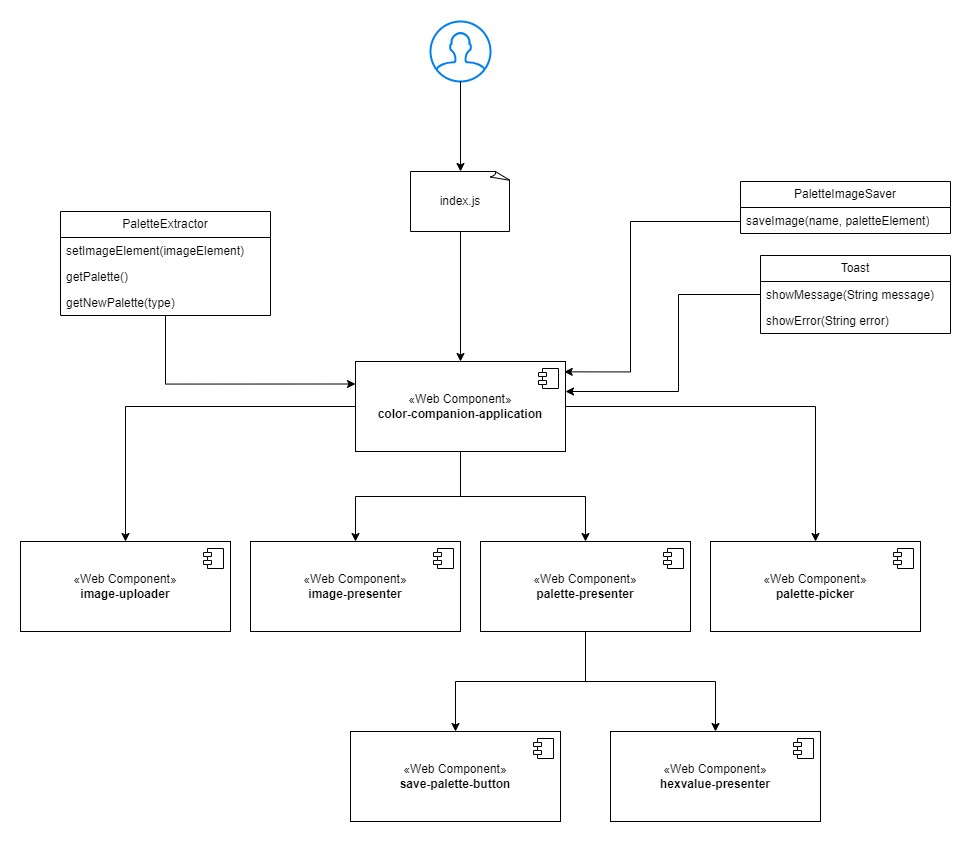 index.js
PaletteExtractor
setImageElement(imageElement)
getPalette()
getNewPalette(type)
PaletteImageSaver
saveImage(name, paletteElement)
Toast
showMessage(String message)
showError(String error)
«Web Component»
color-companion-application
«Web Component»
image-uploader
«Web Component»
image-presenter
«Web Component»
palette-presenter
«Web Component»
palette-picker
«Web Component»
save-palette-button
«Web Component»
hexvalue-presenter